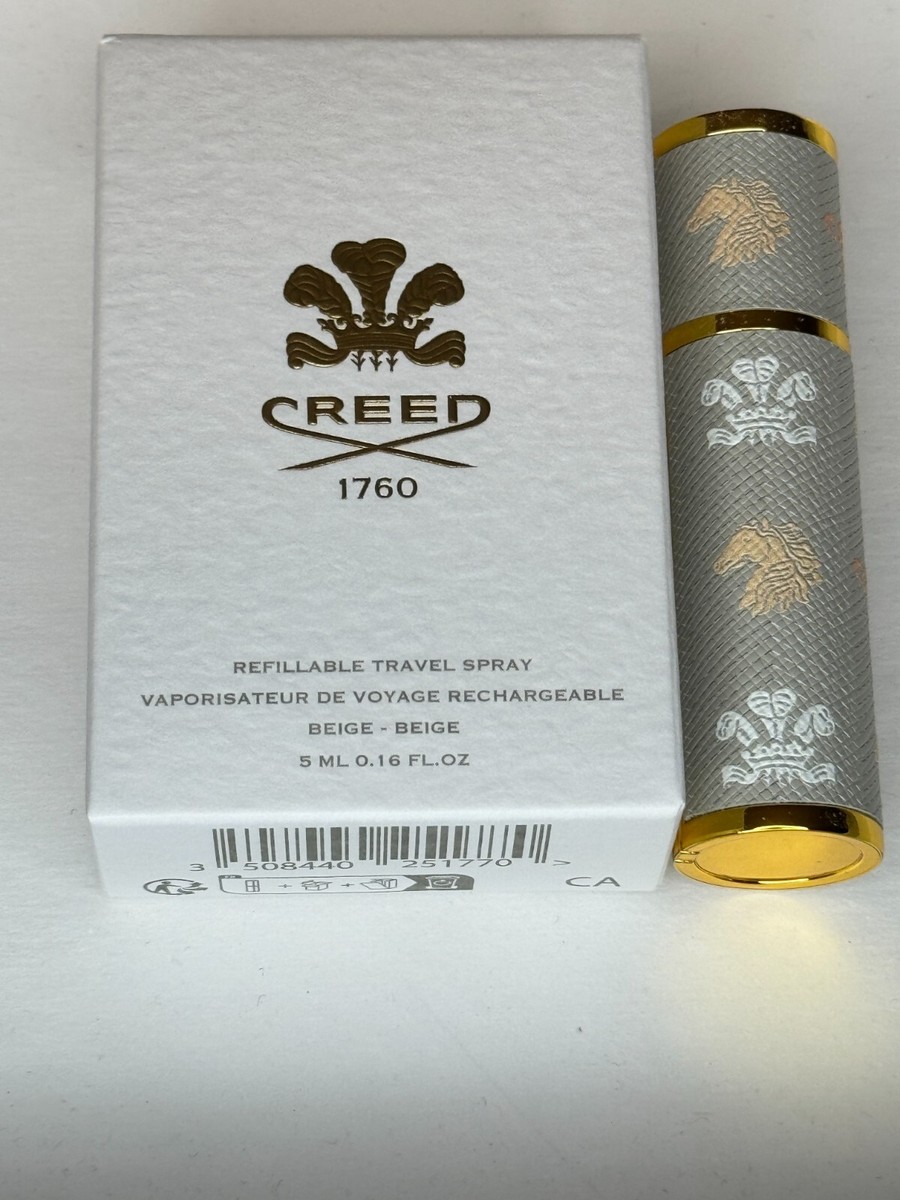 CREED
1760
REFILLABLE TRAVEL SPRAY
VAPORISATEUR DE VOYAGE RECHARGEABLE
BEIGE - BEIGE
5 ML 0.16 FL.OZ
3 508440 251770 >
CA